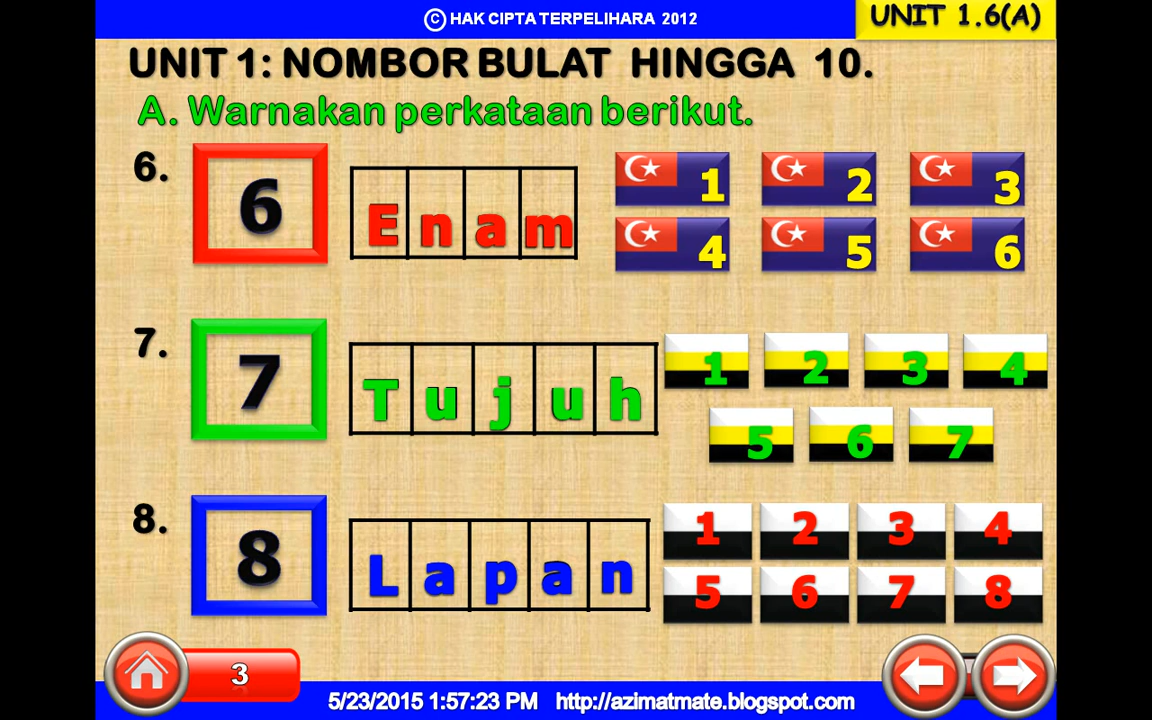 © HAK CIPTA TERPELIHARA 2012
UNIT 1.6(A)
UNIT 1: NOMBOR BULAT HINGGA 10.
A. Warnakan perkataan berikut.
6. 6 Enam 1 2 3
4 5 6
7. 7 Tujuh 1 2 3 4
5 6 7
8. 8 Lapan 1 2 3 4
5 6 7 8
3
5/23/2015 1:57:23 PM http://azimatmate.blogspot.com